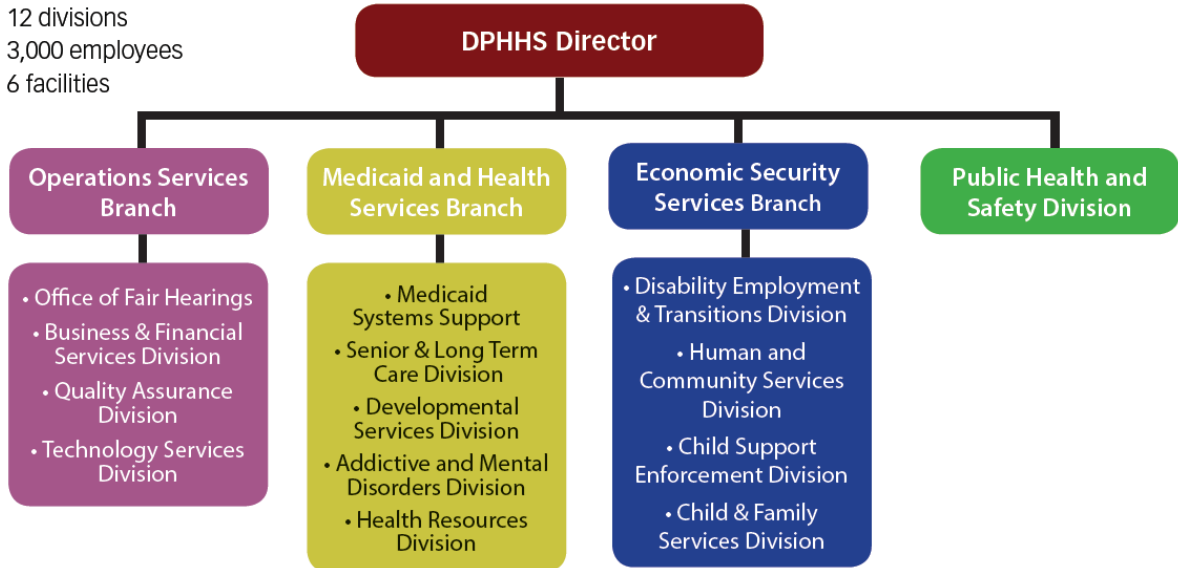 12 divisions
3,000 employees
6 facilities
DPHHS Director
Operations Services
Branch
Medicaid and Health
Services Branch
Economic Security
Services Branch
Public Health and
Safety Division
• Office of Fair Hearings
• Business & Financial
Services Division
• Quality Assurance
Division
• Technology Services
Division
• Medicaid
Systems Support
• Senior & Long Term
Care Division
• Developmental
Services Division
• Addictive and Mental
Disorders Division
• Health Resources
Division
• Disability Employment
& Transitions Division
• Human and
Community Services
Division
• Child Support
Enforcement Division
• Child & Family
Services Division